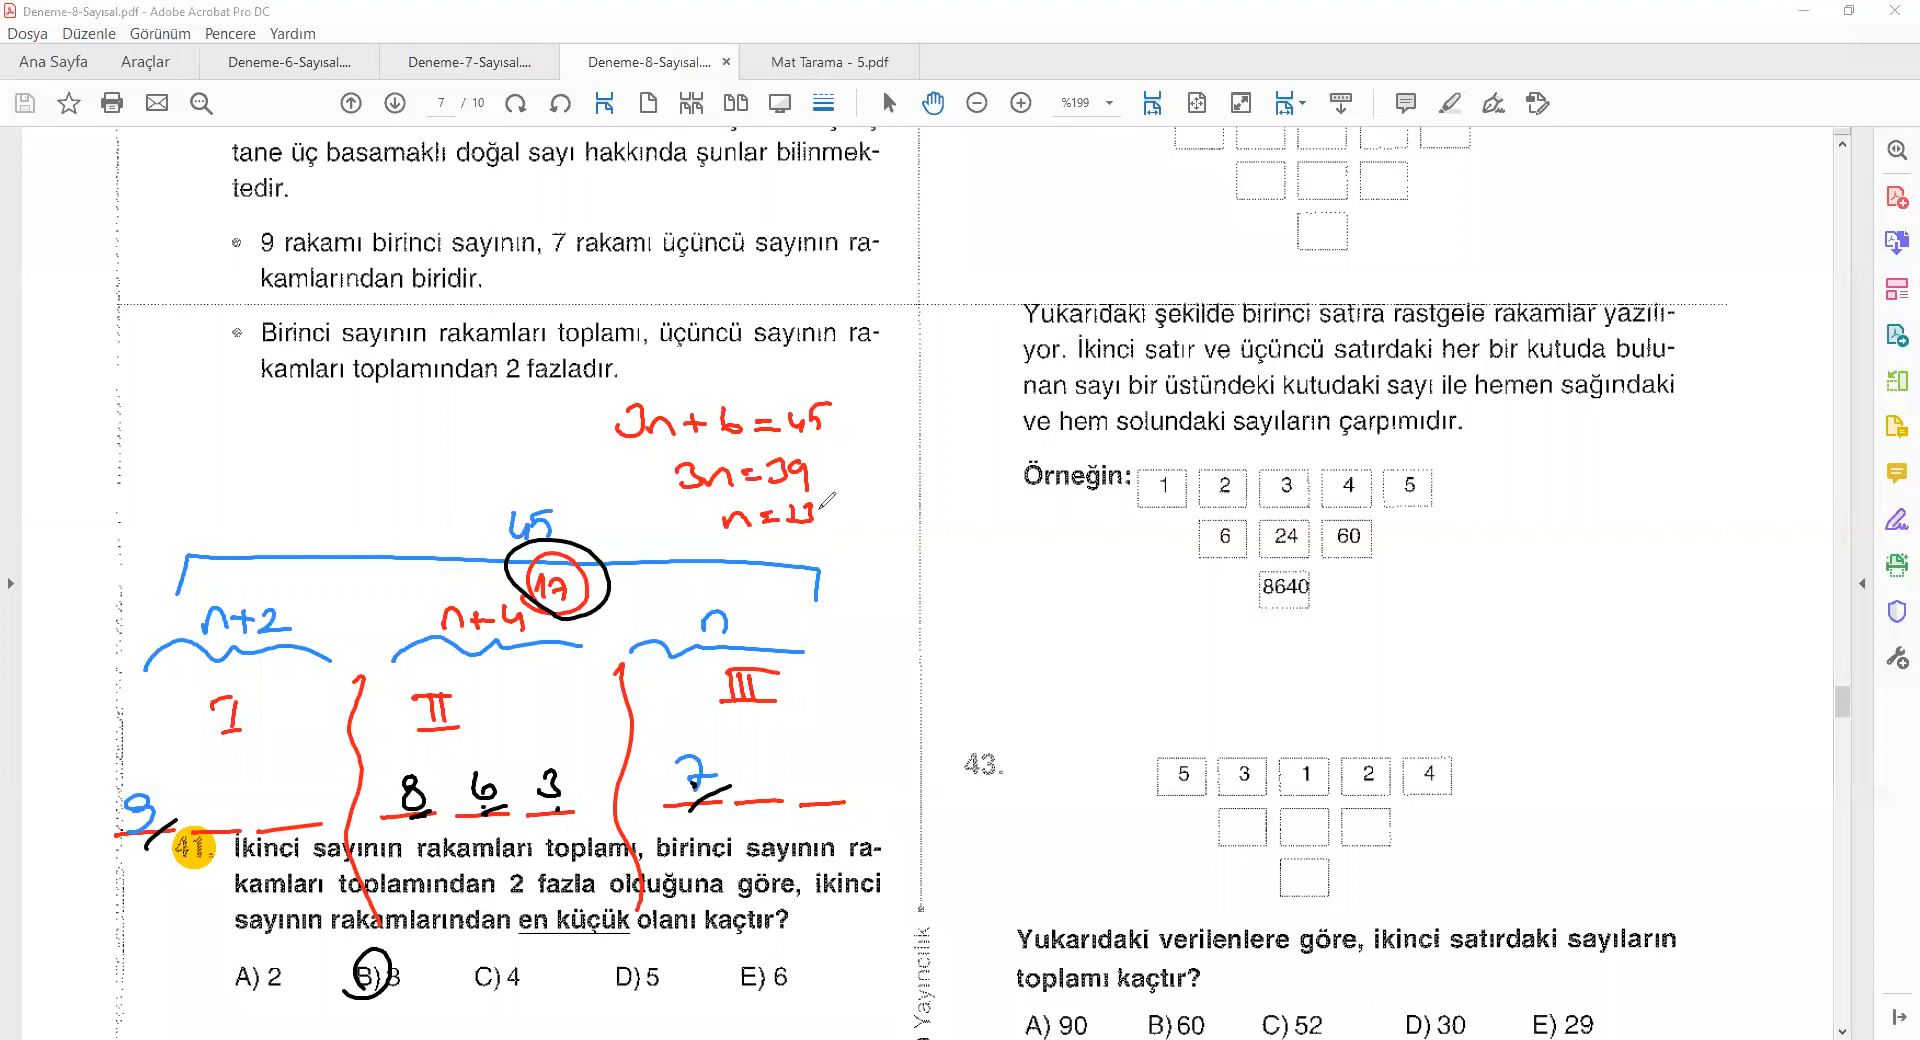 Deneme-8-Sayısal.pdf - Adobe Acrobat Pro DC
Dosya Düzenle Görünüm Pencere Yardım
Ana Sayfa Araçlar Deneme-6-Sayısal.... Deneme-7-Sayısal.... Deneme-8-Sayısal.... × Mat Tarama - 5.pdf
7 / 10 %199
tane üç basamaklı doğal sayı hakkında şunlar bilinmek-
tedir.
• 9 rakamı birinci sayının, 7 rakamı üçüncü sayının ra-
kamlarından biridir.
• Birinci sayının rakamları toplamı, üçüncü sayının ra-
kamları toplamından 2 fazladır.
3n+6=45
3n=39
n=13
45
17
n+2 n+4 n
I II III
9 8 6 3 7
41. İkinci sayının rakamları toplamı, birinci sayının ra-
kamları toplamından 2 fazla olduğuna göre, ikinci
sayının rakamlarından en küçük olanı kaçtır?
A) 2 B) 3 C) 4 D) 5 E) 6
Yukarıdaki şekilde birinci satıra rastgele rakamlar yazılı-
yor. İkinci satır ve üçüncü satırdaki her bir kutuda bulu-
nan sayı bir üstündeki kutudaki sayı ile hemen sağındaki
ve hem solundaki sayıların çarpımıdır.
Örneğin: 1 2 3 4 5
6 24 60
8640
43. 5 3 1 2 4
Yukarıdaki verilenlere göre, ikinci satırdaki sayıların
toplamı kaçtır?
A) 90 B) 60 C) 52 D) 30 E) 29
Yayıncılık